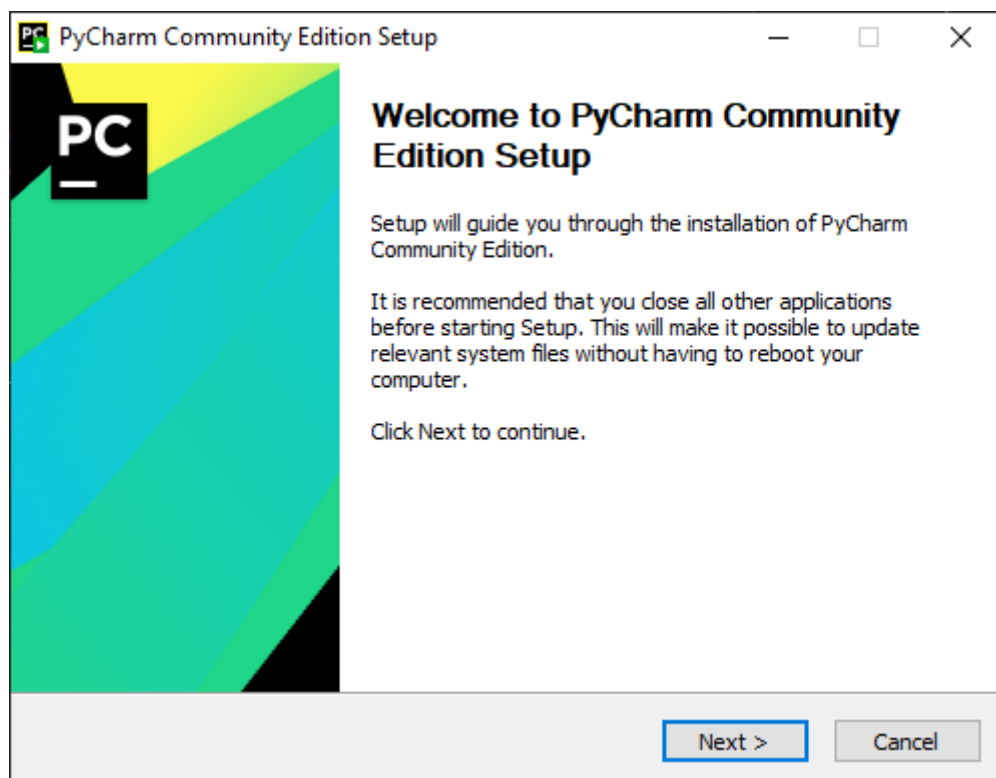 PyCharm Community Edition Setup
PC
Welcome to PyCharm Community
Edition Setup
Setup will guide you through the installation of PyCharm
Community Edition.
It is recommended that you close all other applications
before starting Setup. This will make it possible to update
relevant system files without having to reboot your
computer.
Click Next to continue.
Next >
Cancel